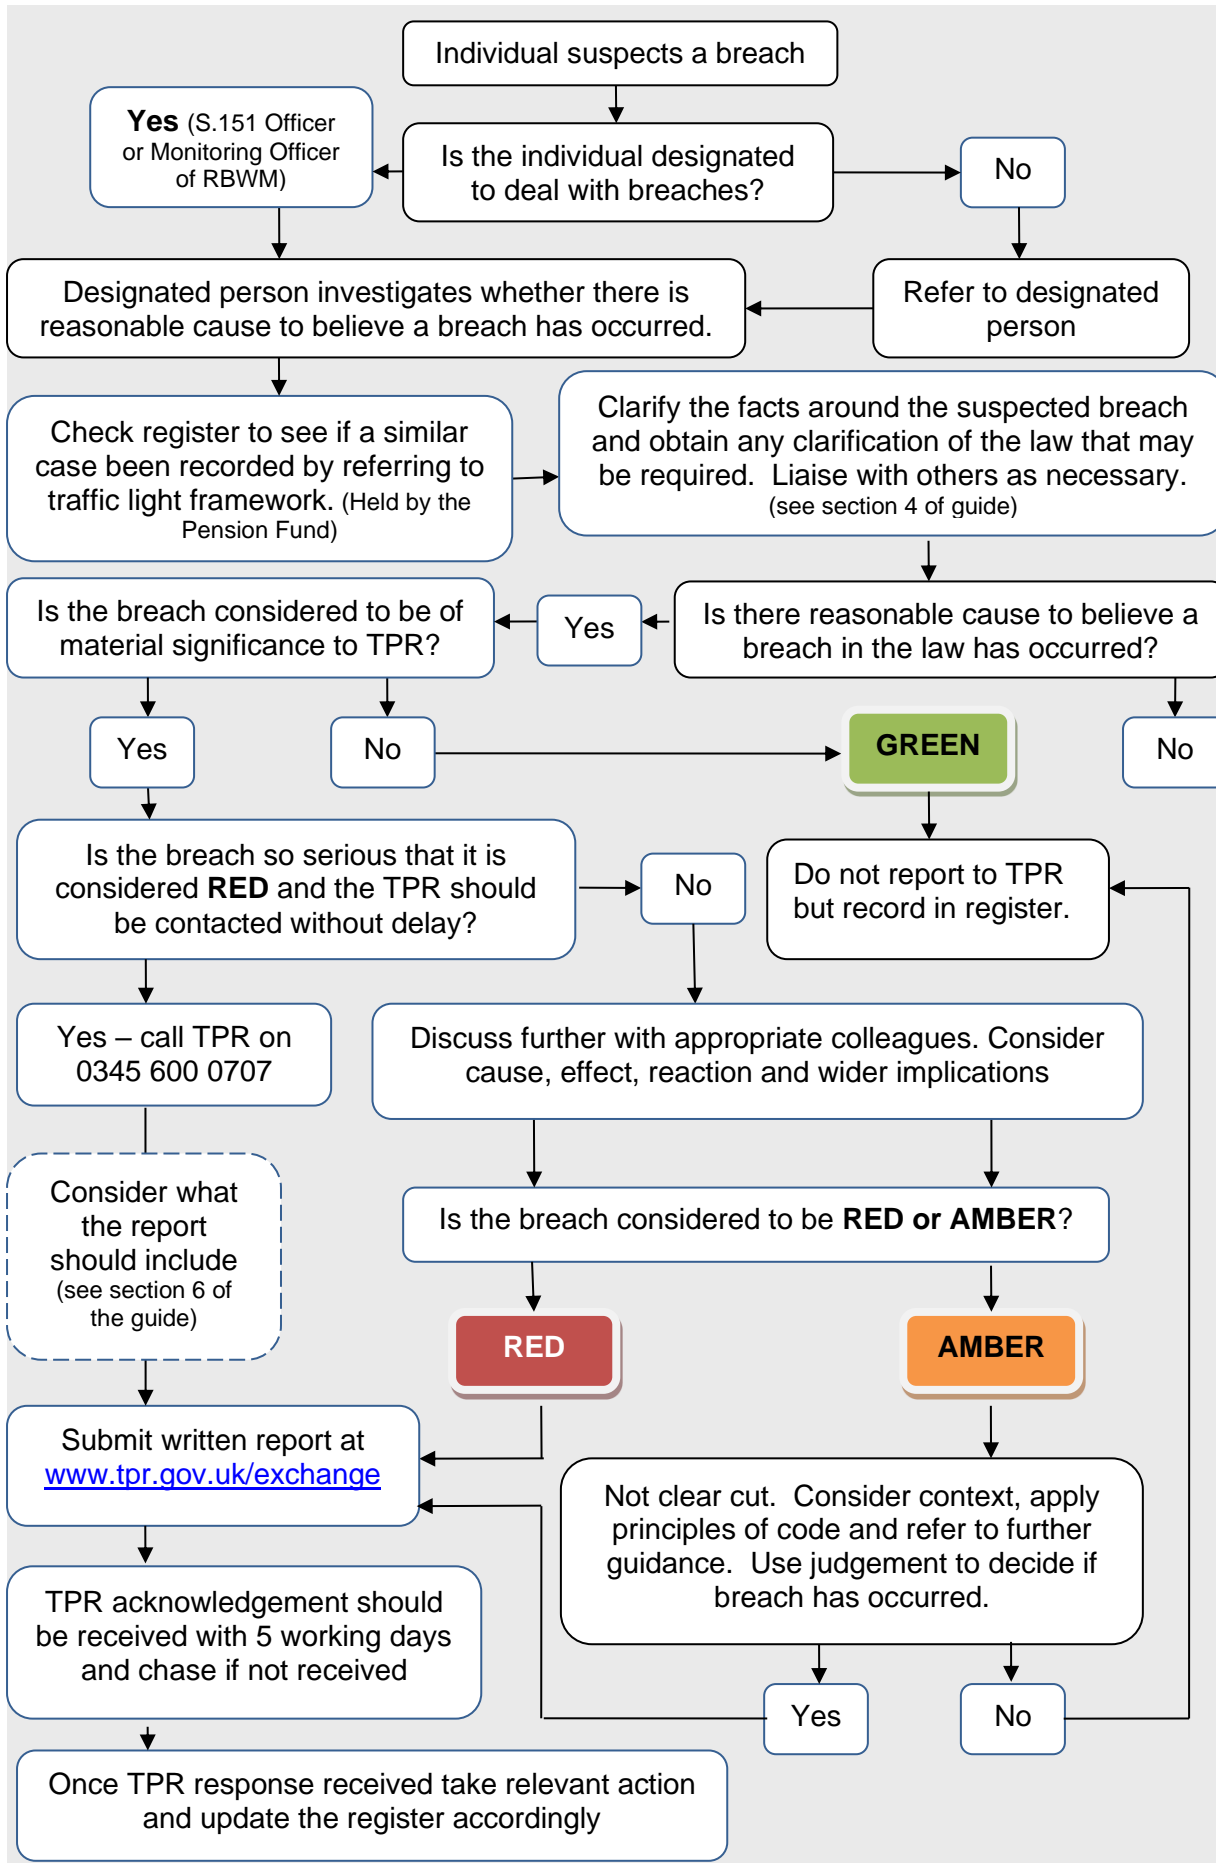 Individual suspects a breach
Yes (S.151 Officer
or Monitoring Officer
of RBWM)
Is the individual designated
to deal with breaches?
No
Designated person investigates whether there is
reasonable cause to believe a breach has occurred.
Refer to designated
person
Check register to see if a similar
case been recorded by referring to
traffic light framework. (Held by the
Pension Fund)
Clarify the facts around the suspected breach
and obtain any clarification of the law that may
be required.  Liaise with others as necessary.
(see section 4 of guide)
Is the breach considered to be of
material significance to TPR?
Yes
Is there reasonable cause to believe a
breach in the law has occurred?
Yes
No
GREEN
No
Is the breach so serious that it is
considered RED and the TPR should
be contacted without delay?
No
Do not report to TPR
but record in register.
Yes – call TPR on
0345 600 0707
Discuss further with appropriate colleagues. Consider
cause, effect, reaction and wider implications
Consider what
the report
should include
(see section 6 of
the guide)
Is the breach considered to be RED or AMBER?
RED
AMBER
Submit written report at
www.tpr.gov.uk/exchange
Not clear cut.  Consider context, apply
principles of code and refer to further
guidance.  Use judgement to decide if
breach has occurred.
TPR acknowledgement should
be received with 5 working days
and chase if not received
Yes
No
Once TPR response received take relevant action
and update the register accordingly